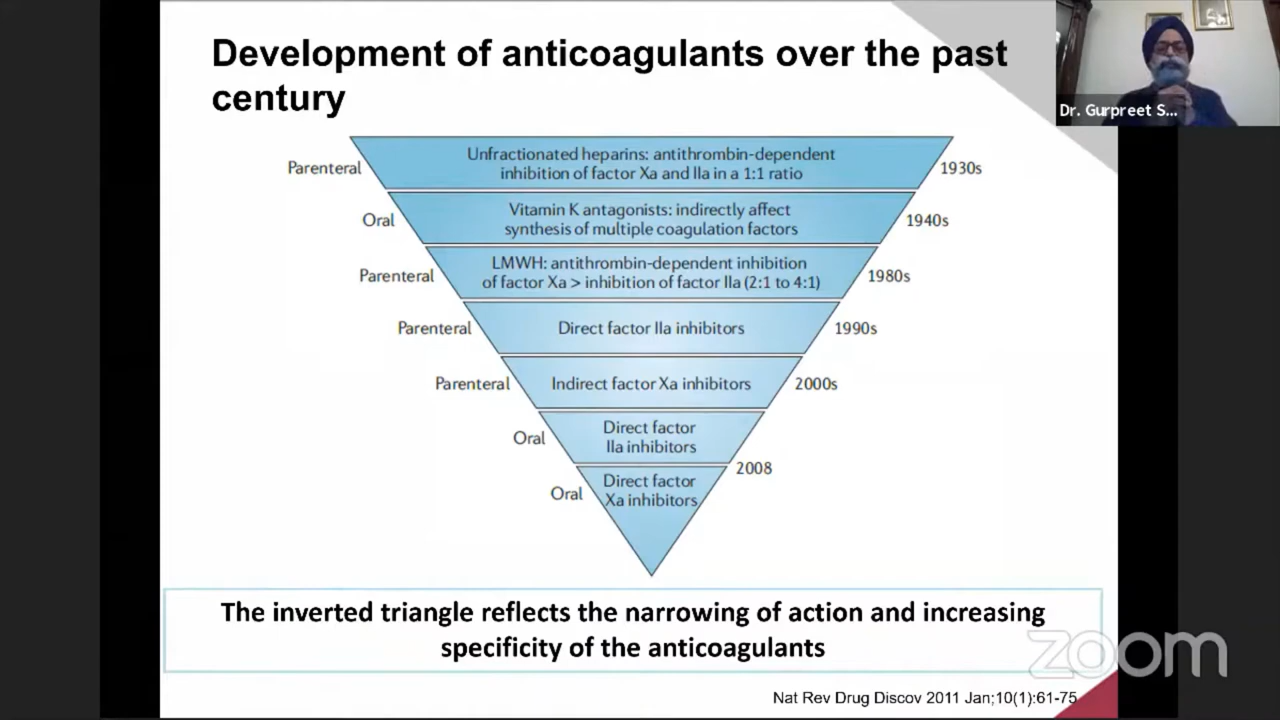 Development of anticoagulants over the past
century
Dr. Gurpreet S...
Parenteral
Unfractionated heparins: antithrombin-dependent
inhibition of factor Xa and IIa in a 1:1 ratio
1930s
Oral
Vitamin K antagonists: indirectly affect
synthesis of multiple coagulation factors
1940s
Parenteral
LMWH: antithrombin-dependent inhibition
of factor Xa > inhibition of factor IIa (2:1 to 4:1)
1980s
Parenteral
Direct factor IIa inhibitors
1990s
Parenteral
Indirect factor Xa inhibitors
2000s
Oral
Direct factor
IIa inhibitors
2008
Oral
Direct factor
Xa inhibitors
The inverted triangle reflects the narrowing of action and increasing
specificity of the anticoagulants
zoom
Nat Rev Drug Discov 2011 Jan;10(1):61-75